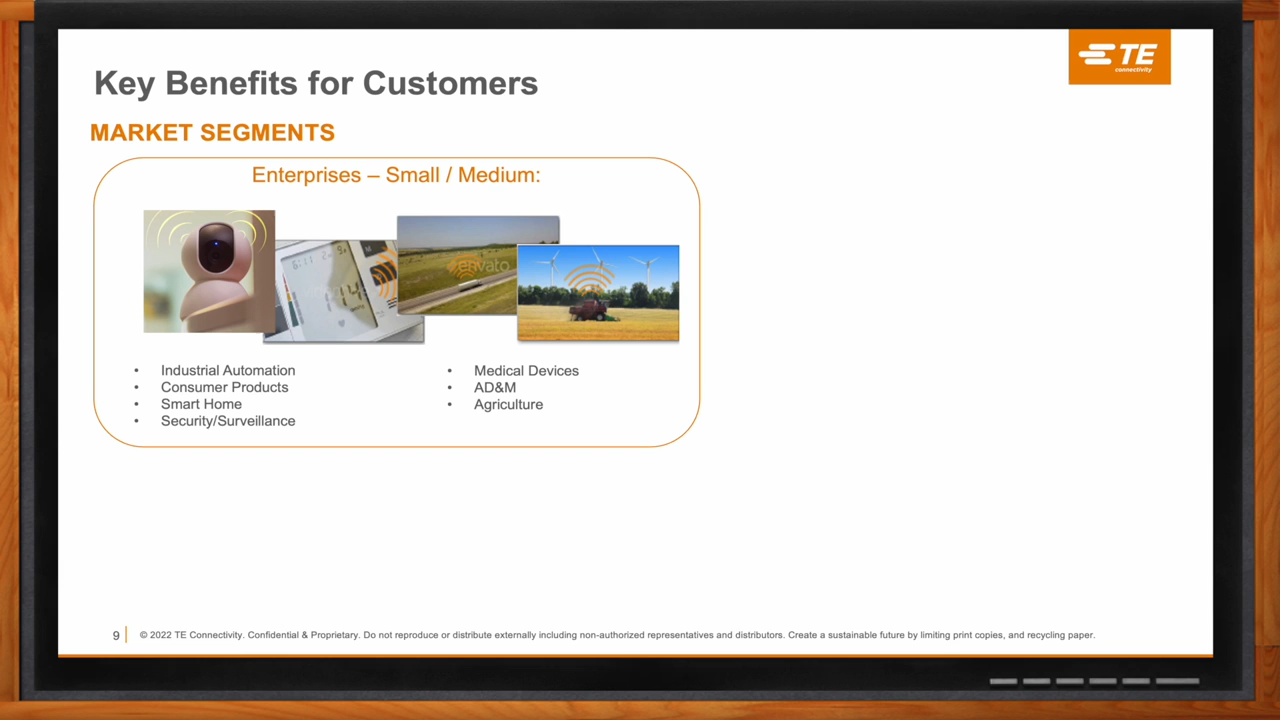 TE
connectivity
Key Benefits for Customers
MARKET SEGMENTS
Enterprises – Small / Medium:
envato
• Industrial Automation
• Consumer Products
• Smart Home
• Security/Surveillance
• Medical Devices
• AD&M
• Agriculture
9
© 2022 TE Connectivity. Confidential & Proprietary. Do not reproduce or distribute externally including non-authorized representatives and distributors. Create a sustainable future by limiting print copies, and recycling paper.